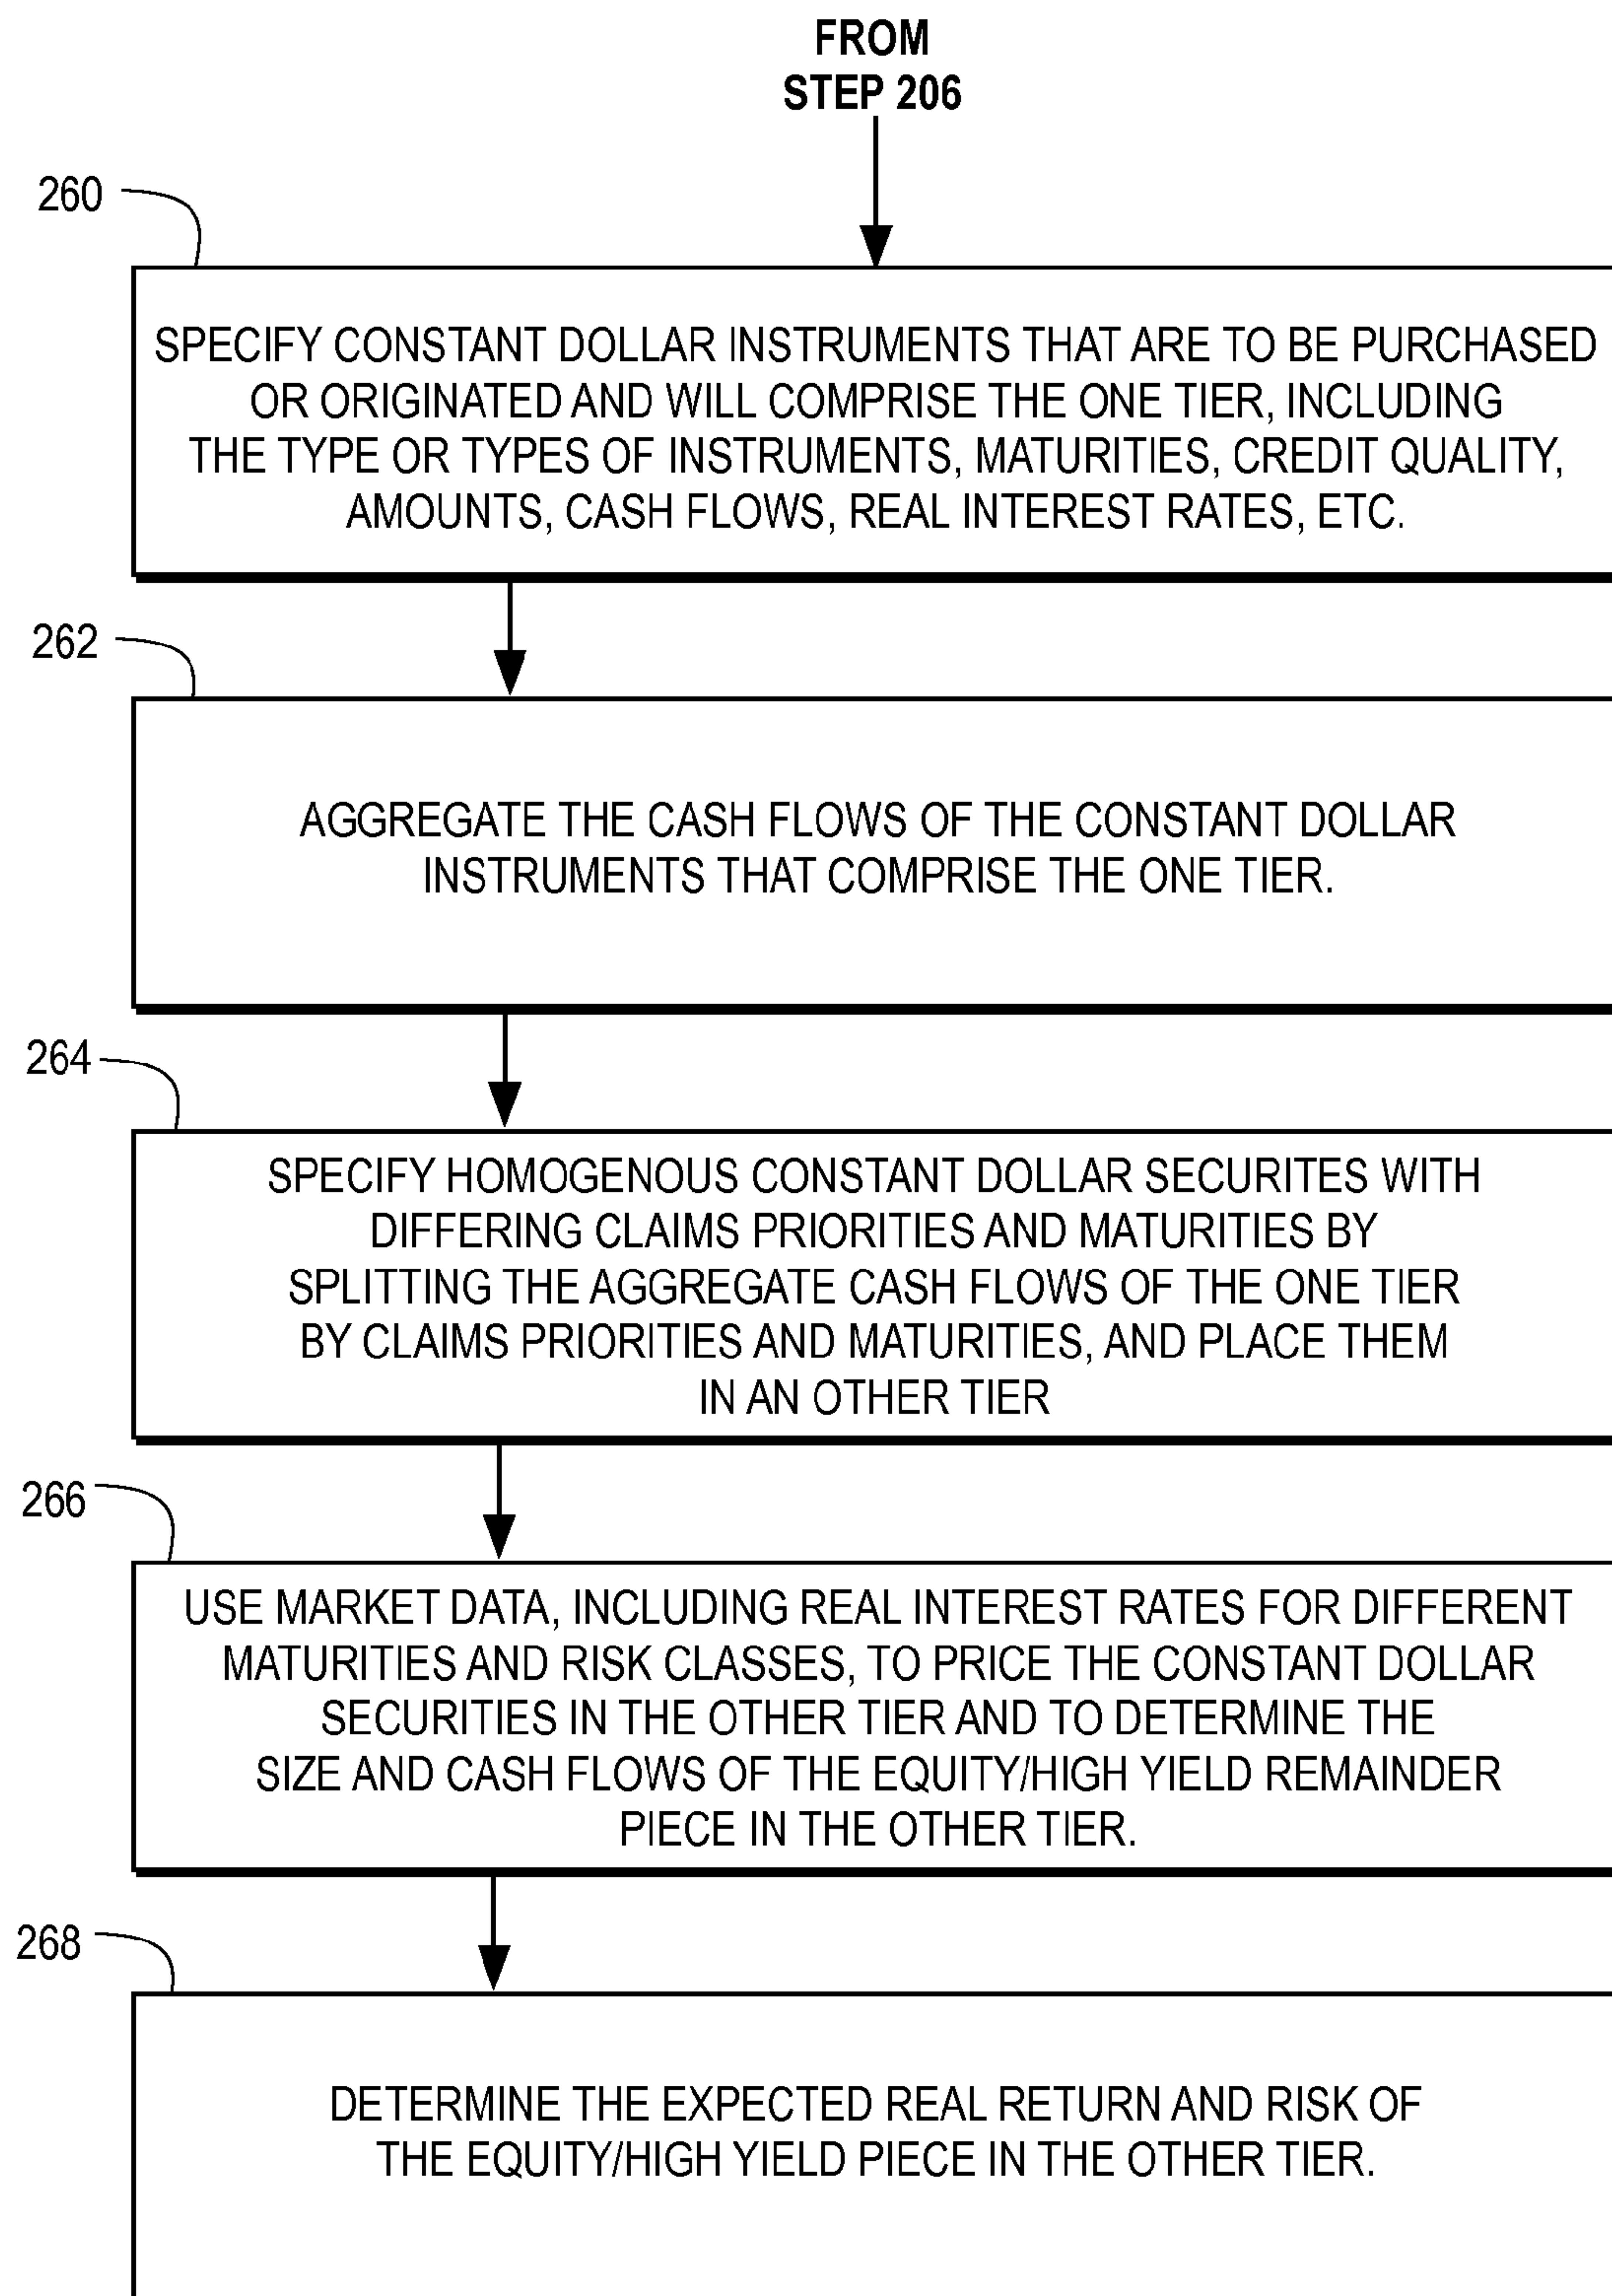 FROM
STEP 206
260
SPECIFY CONSTANT DOLLAR INSTRUMENTS THAT ARE TO BE PURCHASED
OR ORIGINATED AND WILL COMPRISE THE ONE TIER, INCLUDING
THE TYPE OR TYPES OF INSTRUMENTS, MATURITIES, CREDIT QUALITY,
AMOUNTS, CASH FLOWS, REAL INTEREST RATES, ETC.
262
AGGREGATE THE CASH FLOWS OF THE CONSTANT DOLLAR
INSTRUMENTS THAT COMPRISE THE ONE TIER.
264
SPECIFY HOMOGENOUS CONSTANT DOLLAR SECURITES WITH
DIFFERING CLAIMS PRIORITIES AND MATURITIES BY
SPLITTING THE AGGREGATE CASH FLOWS OF THE ONE TIER
BY CLAIMS PRIORITIES AND MATURITIES, AND PLACE THEM
IN AN OTHER TIER
266
USE MARKET DATA, INCLUDING REAL INTEREST RATES FOR DIFFERENT
MATURITIES AND RISK CLASSES, TO PRICE THE CONSTANT DOLLAR
SECURITIES IN THE OTHER TIER AND TO DETERMINE THE
SIZE AND CASH FLOWS OF THE EQUITY/HIGH YIELD REMAINDER
PIECE IN THE OTHER TIER.
268
DETERMINE THE EXPECTED REAL RETURN AND RISK OF
THE EQUITY/HIGH YIELD PIECE IN THE OTHER TIER.